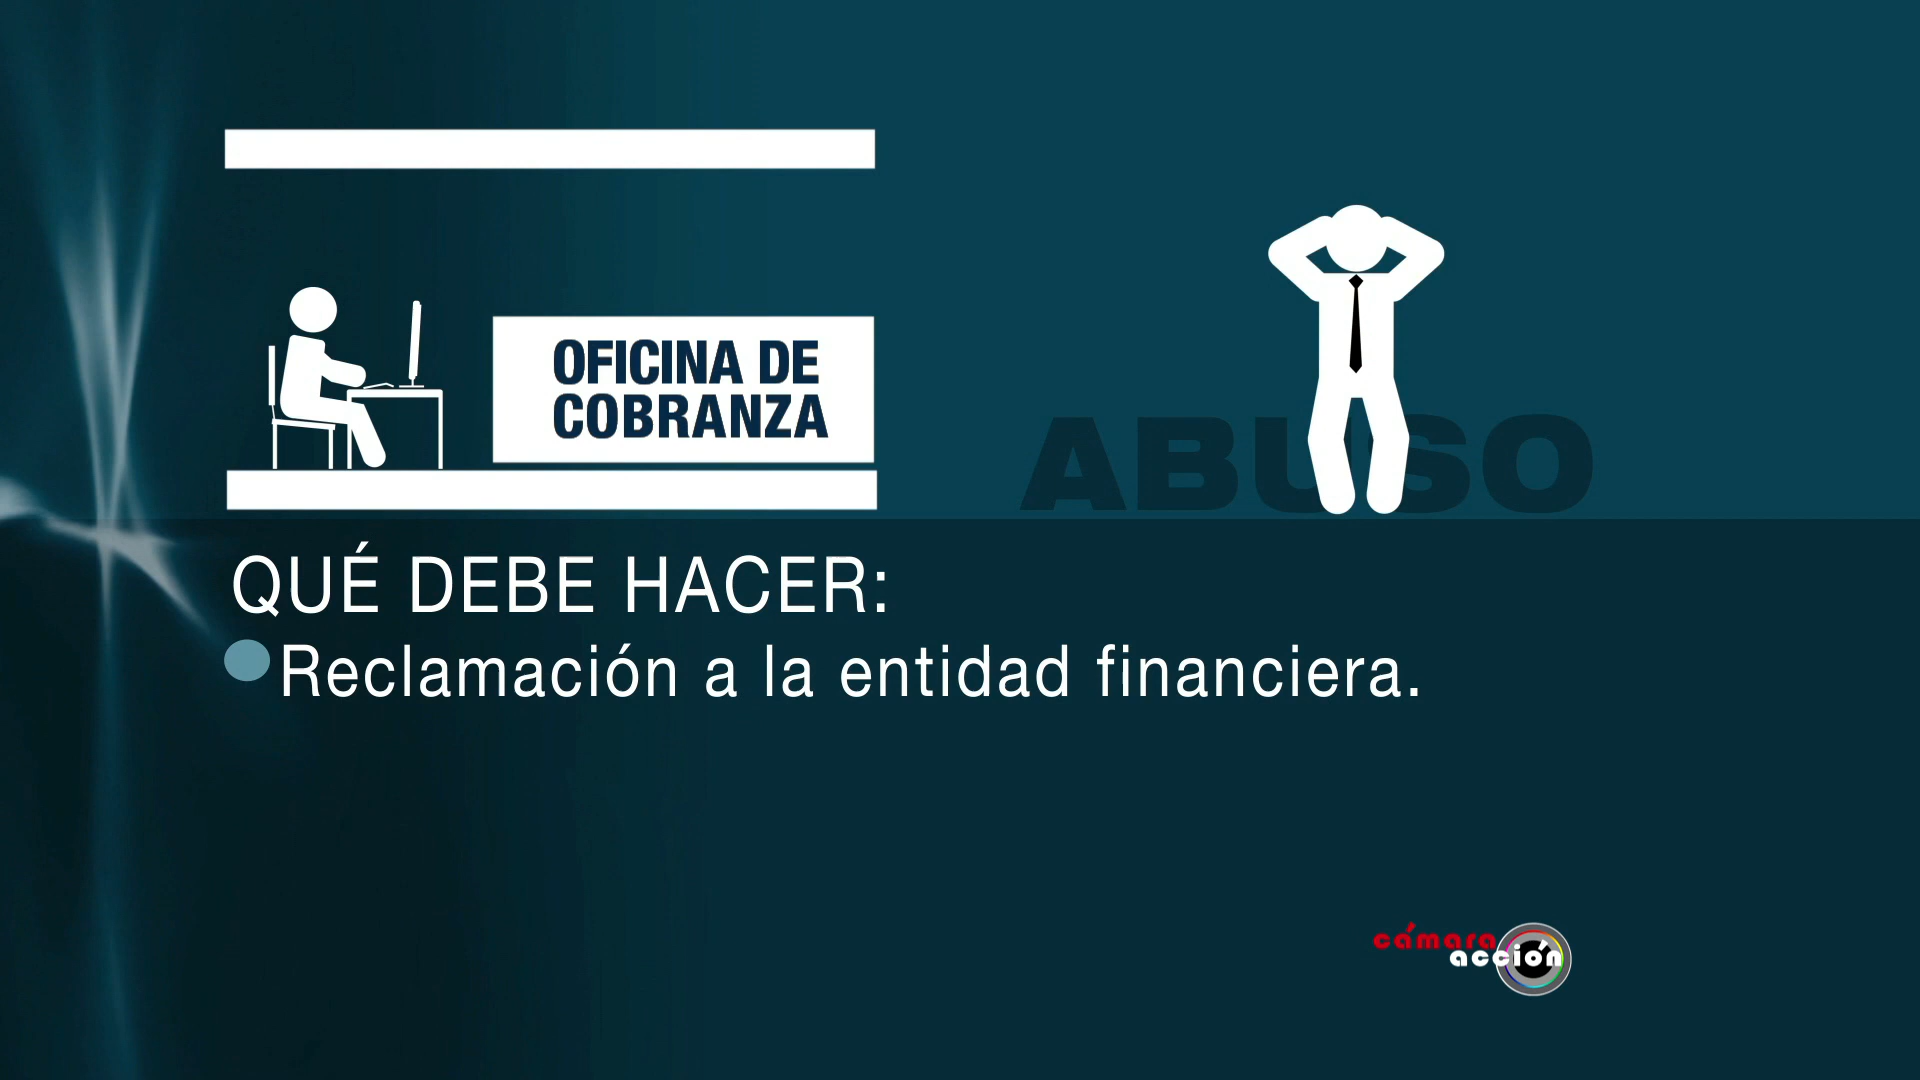 OFICINA DE
COBRANZA
ABUSO
QUÉ DEBE HACER:
Reclamación a la entidad financiera.
cámara
acción